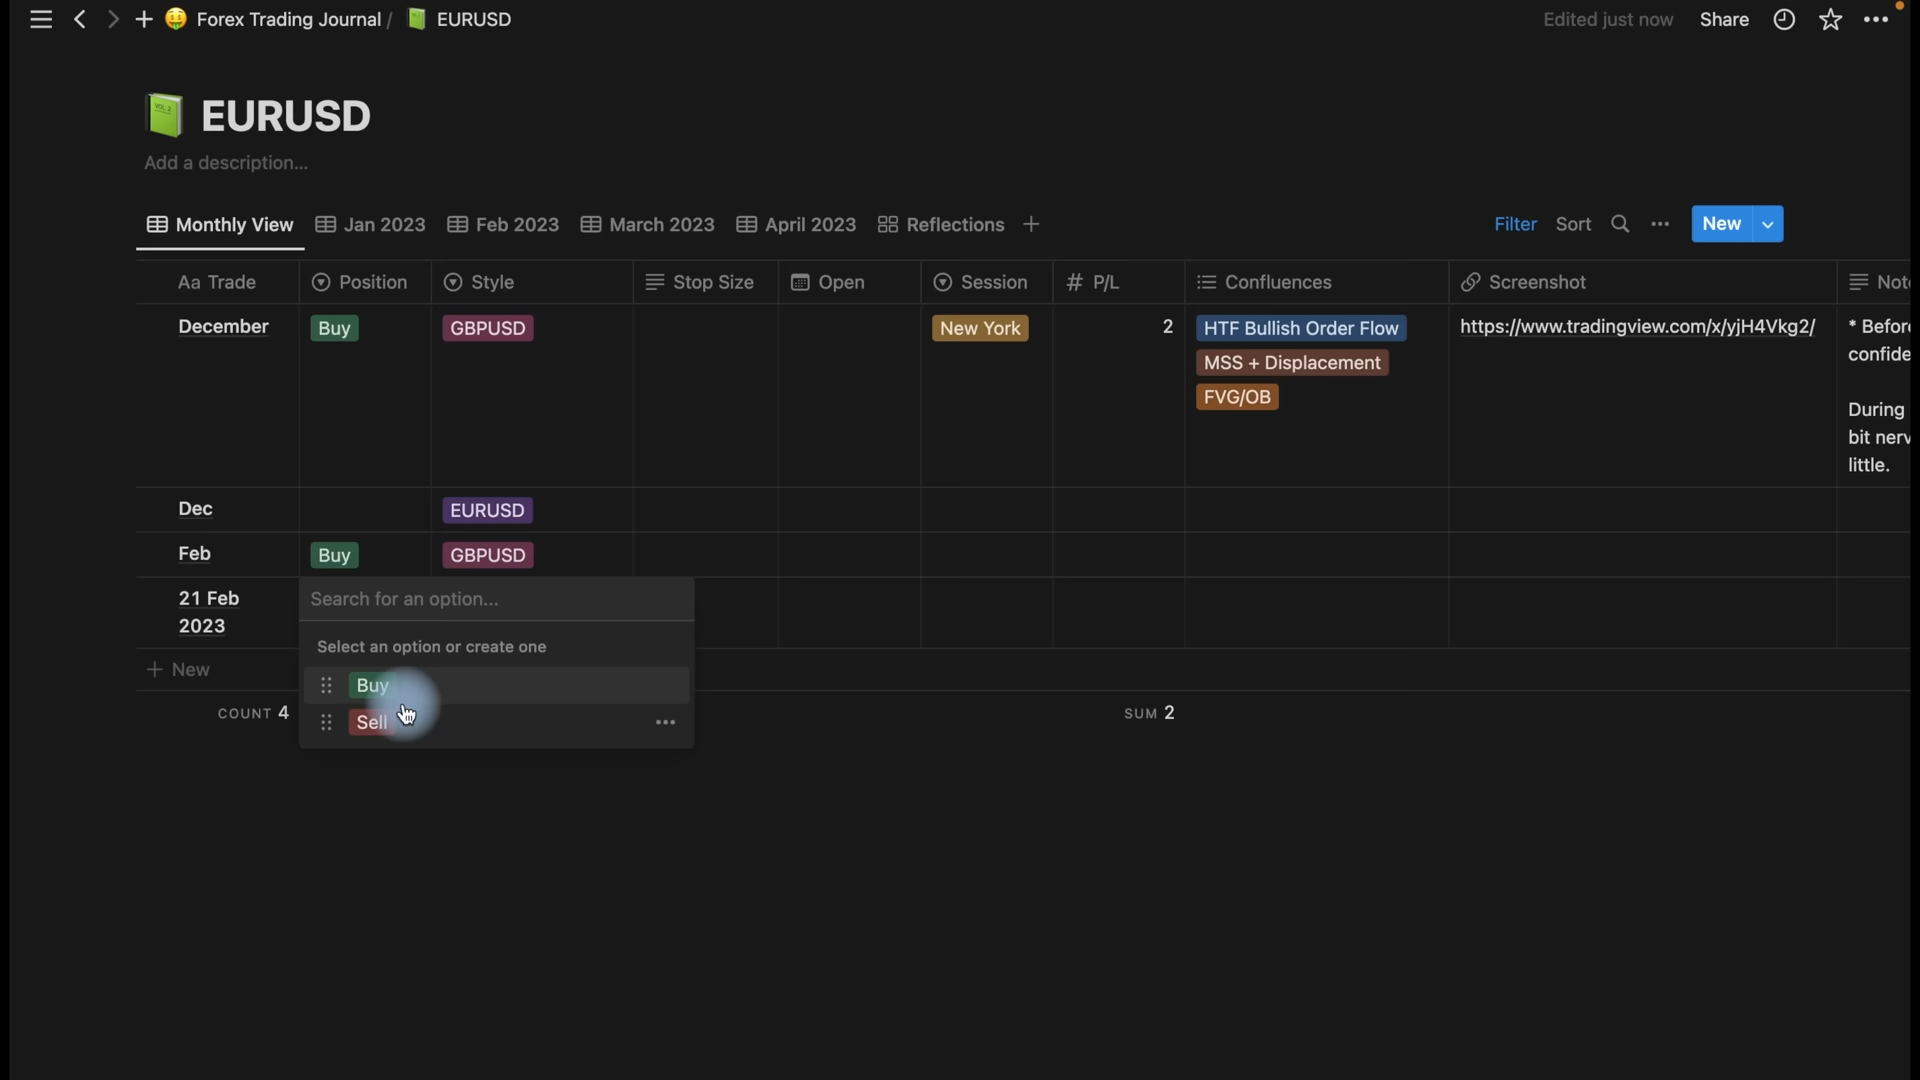 Forex Trading Journal / EURUSD Edited just now Share
VOL. 2
EURUSD
Add a description...
Monthly View Jan 2023 Feb 2023 March 2023 April 2023 Reflections Filter Sort New
Aa Trade Position Style Stop Size Open Session # P/L Confluences Screenshot
December Buy GBPUSD New York 2 HTF Bullish Order Flow https://www.tradingview.com/x/yjH4Vkg2/
MSS + Displacement
FVG/OB
During
little.
Dec EURUSD
Feb Buy GBPUSD
21 Feb
2023
Search for an option...
Select an option or create one
+ New
Buy
Sell
COUNT 4 SUM 2